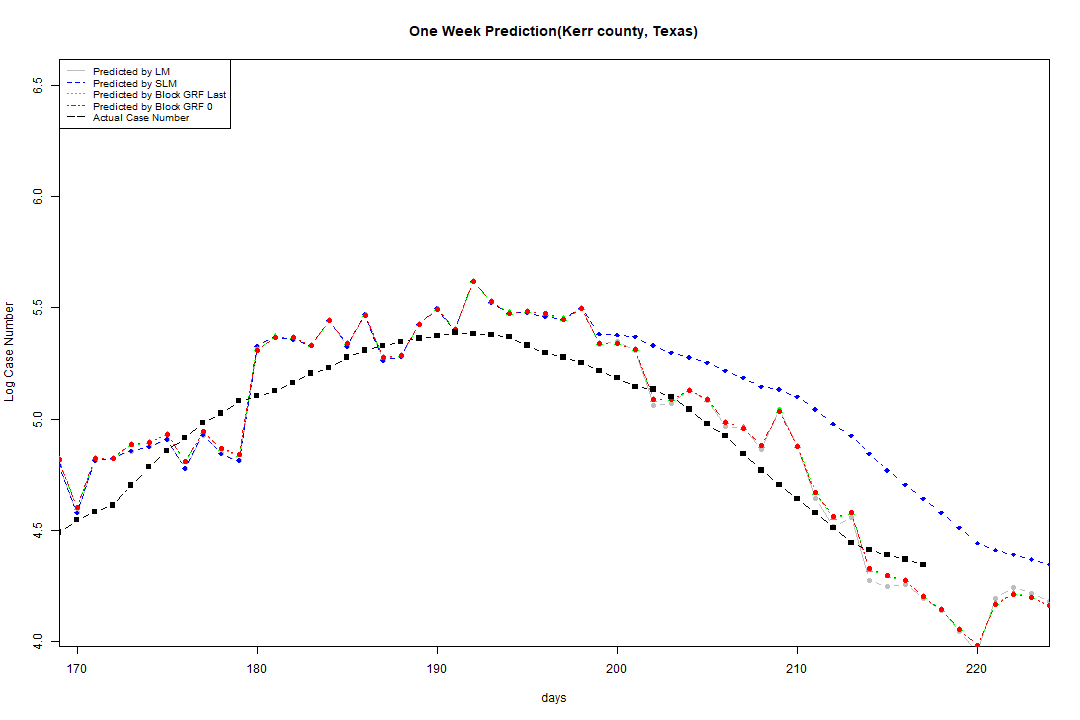 One Week Prediction(Kerr county, Texas)
Predicted by LM
Predicted by SLM
Predicted by Block GRF Last
Predicted by Block GRF 0
Actual Case Number
Log Case Number
6.5
6.0
5.5
5.0
4.5
4.0
170 180 190 200 210 220
days